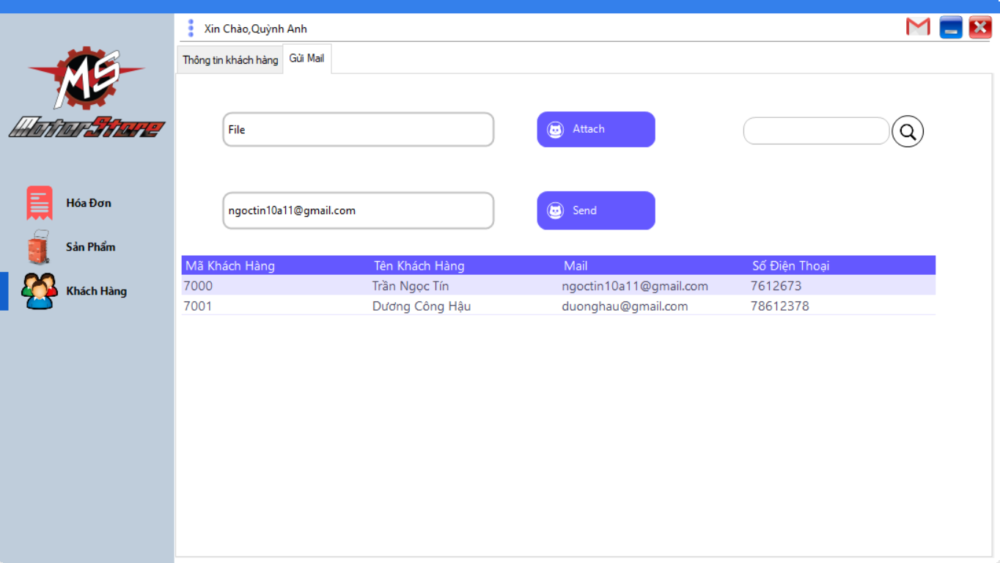 Xin Chào,Quỳnh Anh
Thông tin khách hàng
Gửi Mail
MS
MotorStore
Hóa Đơn
Sản Phẩm
Khách Hàng
File
Attach
ngoctin10a11@gmail.com
Send
Mã Khách Hàng Tên Khách Hàng Mail Số Điện Thoại
7000 Trần Ngọc Tín ngoctin10a11@gmail.com 7612673
7001 Dương Công Hậu duonghau@gmail.com 78612378